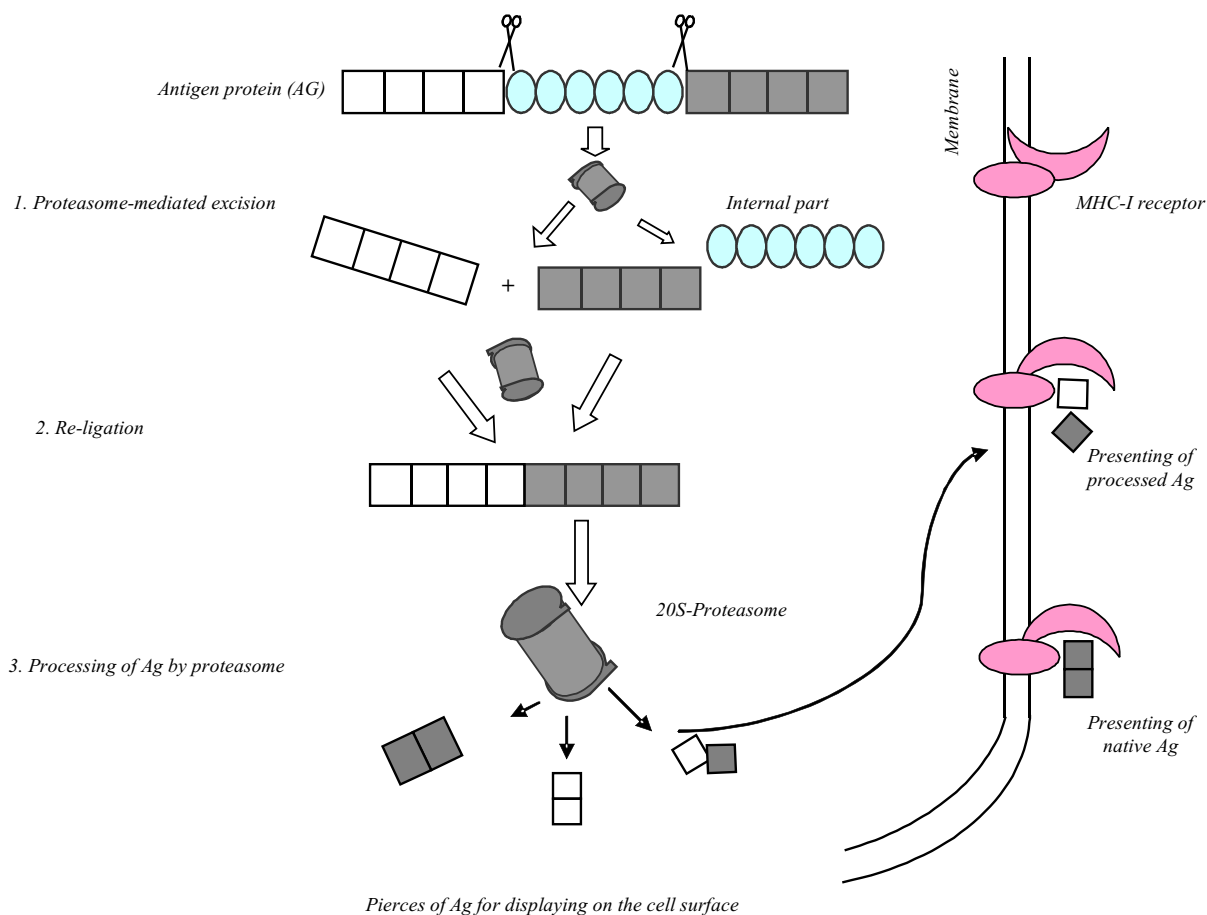 Antigen protein (AG)
Membrane
1. Proteasome-mediated excision
Internal part
MHC-I receptor
+
2. Re-ligation
Presenting of
processed Ag
20S-Proteasome
3. Processing of Ag by proteasome
Presenting of
native Ag
Pierces of Ag for displaying on the cell surface